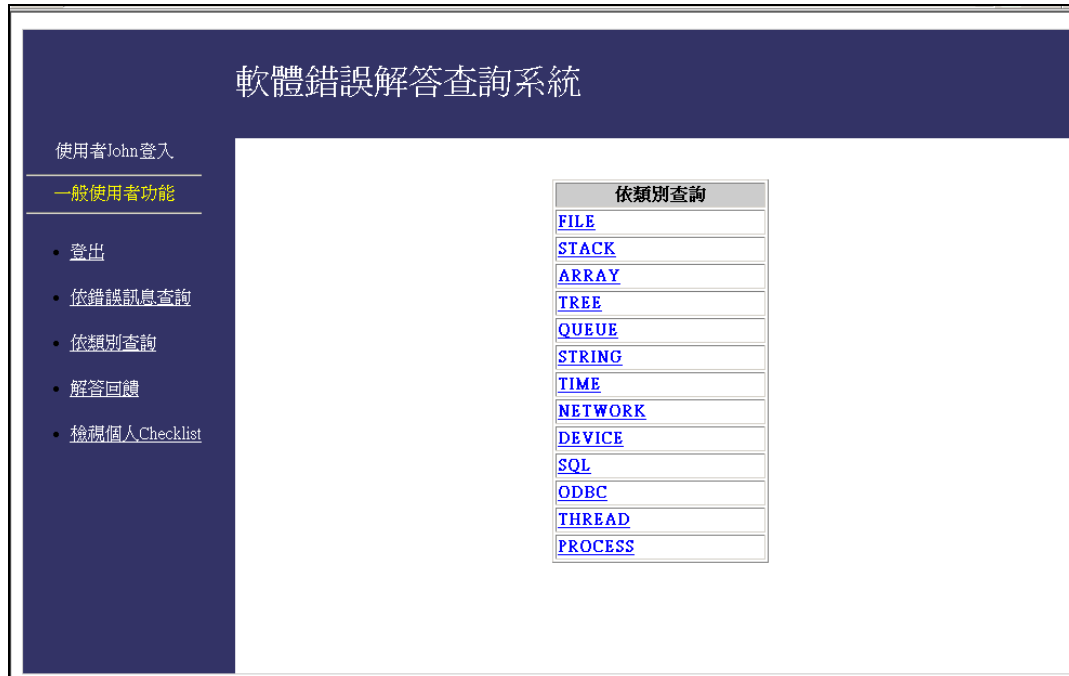 軟體錯誤解答查詢系統
使用者John登入
一般使用者功能
登出
依錯誤訊息查詢
依類別查詢
解答回饋
檢視個人Checklist
依類別查詢
FILE
STACK
ARRAY
TREE
QUEUE
STRING
TIME
NETWORK
DEVICE
SQL
ODBC
THREAD
PROCESS